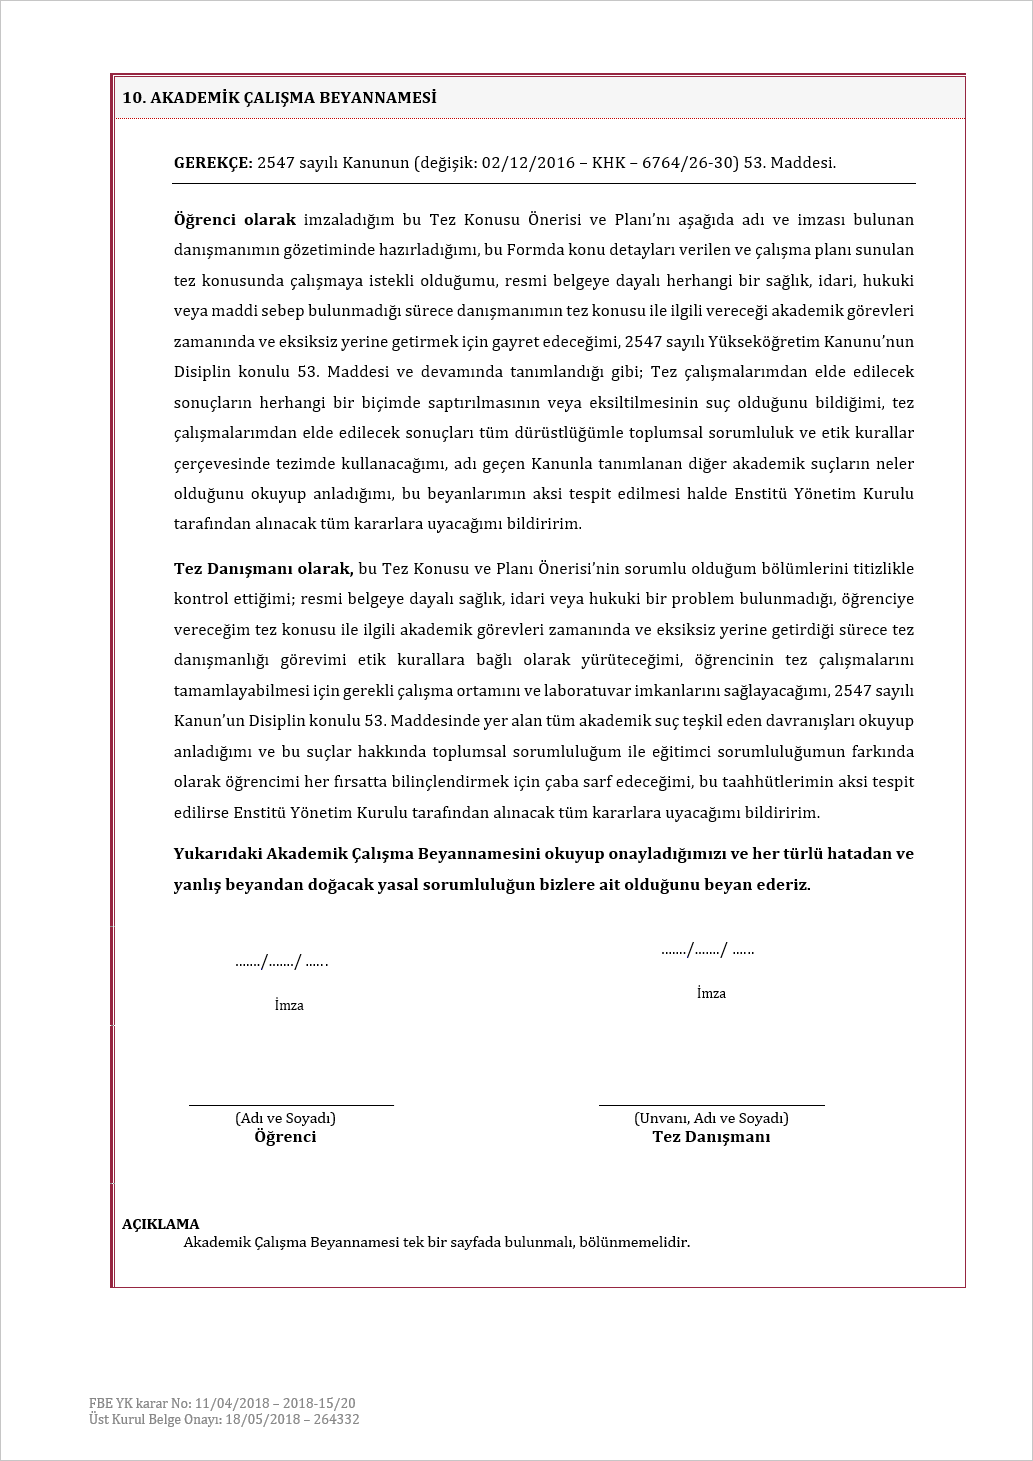 10. AKADEMİK ÇALIŞMA BEYANNAMESİ
GEREKÇE: 2547 sayılı Kanunun (değişik: 02/12/2016 – KHK – 6764/26-30) 53. Maddesi.
Öğrenci olarak imzaladığım bu Tez Konusu Önerisi ve Planı’nı aşağıda adı ve imzası bulunan
danışmanımın gözetiminde hazırladığımı, bu Formda konu detayları verilen ve çalışma planı sunulan
tez konusunda çalışmaya istekli olduğumu, resmi belgeye dayalı herhangi bir sağlık, idari, hukuki
veya maddi sebep bulunmadığı sürece danışmanımın tez konusu ile ilgili vereceği akademik görevleri
zamanında ve eksiksiz yerine getirmek için gayret edeceğimi, 2547 sayılı Yükseköğretim Kanunu’nun
Disiplin konulu 53. Maddesi ve devamında tanımlandığı gibi; Tez çalışmalarımdan elde edilecek
sonuçların herhangi bir biçimde saptırılmasının veya eksiltilmesinin suç olduğunu bildiğimi, tez
çalışmalarımdan elde edilecek sonuçları tüm dürüstlüğümle toplumsal sorumluluk ve etik kurallar
çerçevesinde tezimde kullanacağımı, adı geçen Kanunla tanımlanan diğer akademik suçların neler
olduğunu okuyup anladığımı, bu beyanlarımın aksi tespit edilmesi halde Enstitü Yönetim Kurulu
tarafından alınacak tüm kararlara uyacağımı bildiririm.
Tez Danışmanı olarak, bu Tez Konusu ve Planı Önerisi’nin sorumlu olduğum bölümlerini titizlikle
kontrol ettiğimi; resmi belgeye dayalı sağlık, idari veya hukuki bir problem bulunmadığı, öğrenciye
vereceğim tez konusu ile ilgili akademik görevleri zamanında ve eksiksiz yerine getirdiği sürece tez
danışmanlığı görevimi etik kurallara bağlı olarak yürüteceğimi, öğrencinin tez çalışmalarını
tamamlayabilmesi için gerekli çalışma ortamını ve laboratuvar imkanlarını sağlayacağımı, 2547 sayılı
Kanun’un Disiplin konulu 53. Maddesinde yer alan tüm akademik suç teşkil eden davranışları okuyup
anladığımı ve bu suçlar hakkında toplumsal sorumluluğum ile eğitimci sorumluluğumun farkında
olarak öğrencimi her fırsatta bilinçlendirmek için çaba sarf edeceğimi, bu taahhütlerimin aksi tespit
edilirse Enstitü Yönetim Kurulu tarafından alınacak tüm kararlara uyacağımı bildiririm.
Yukarıdaki Akademik Çalışma Beyannamesini okuyup onayladığımızı ve her türlü hatadan ve
yanlış beyandan doğacak yasal sorumluluğun bizlere ait olduğunu beyan ederiz.
......./......./ ......
İmza
(Adı ve Soyadı)
Öğrenci
......./......./ ......
İmza
(Unvanı, Adı ve Soyadı)
Tez Danışmanı
AÇIKLAMA
Akademik Çalışma Beyannamesi tek bir sayfada bulunmalı, bölünmemelidir.
FBE YK karar No: 11/04/2018 – 2018-15/20
Üst Kurul Belge Onayı: 18/05/2018 – 264332